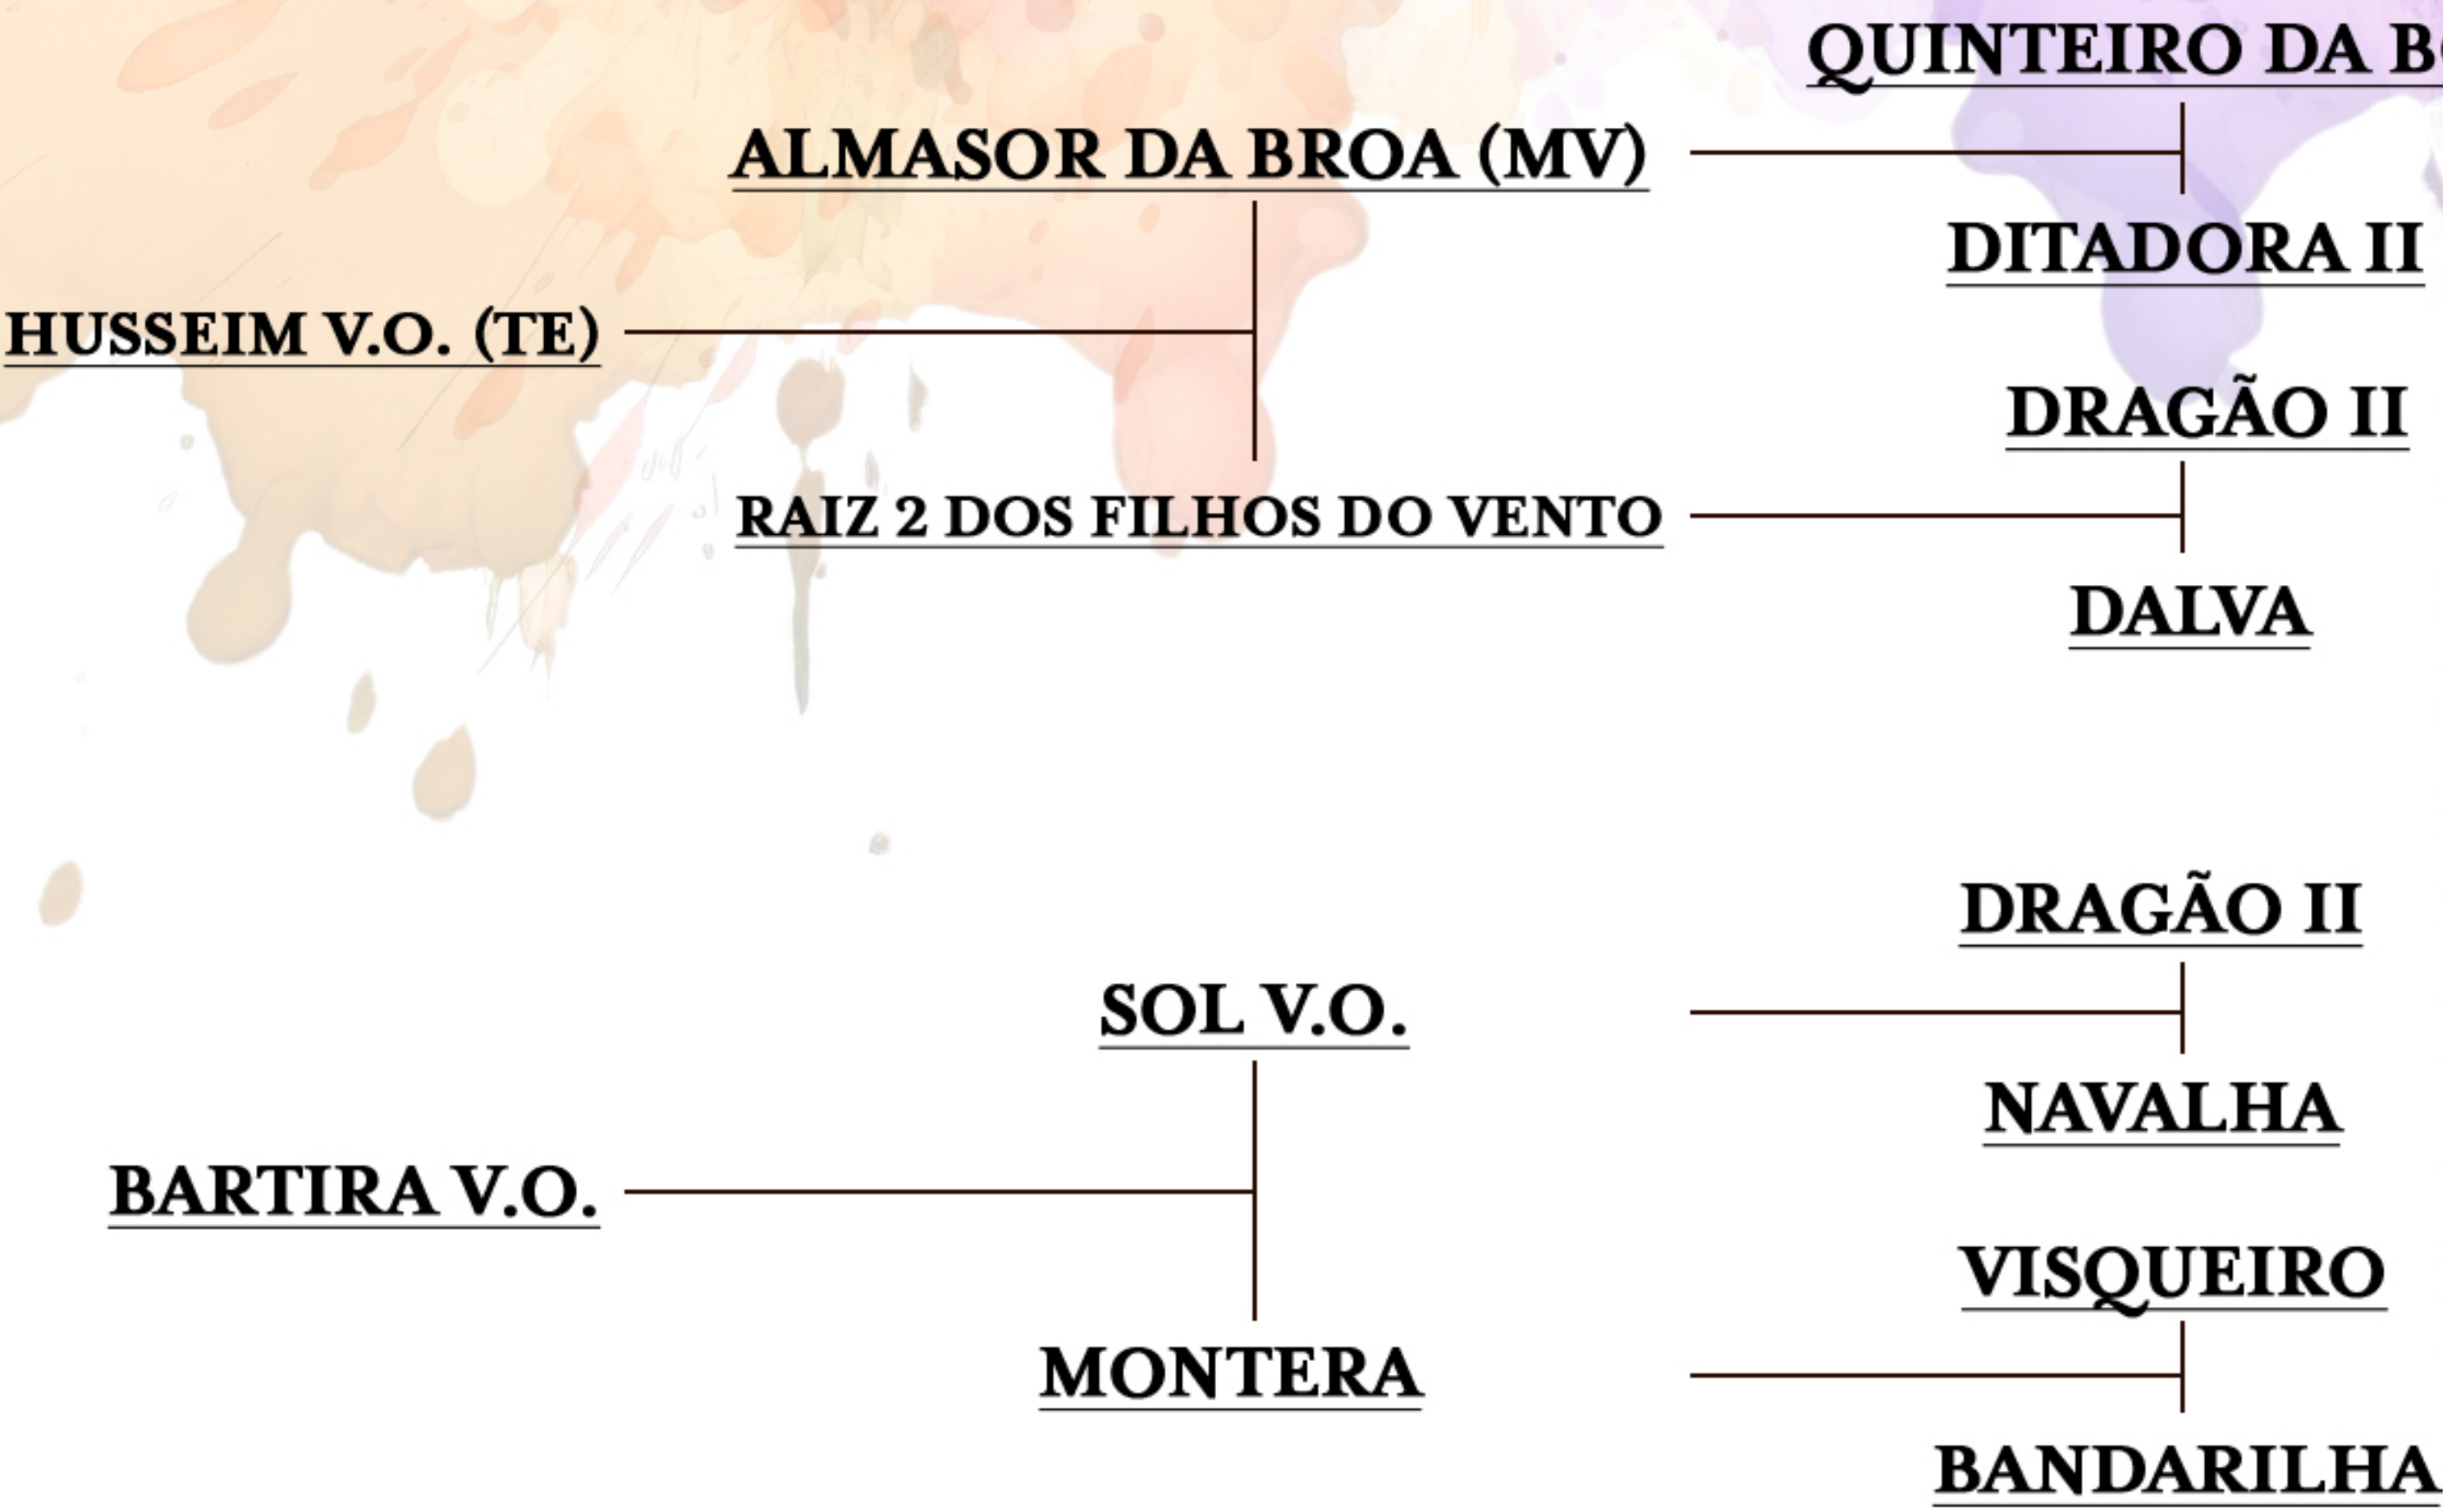 QUINTEIRO DA
ALMASOR DA BROA (MV)
DITADORA II
HUSSEIM V.O. (TE)
DRAGÃO II
RAIZ 2 DOS FILHOS DO VENTO
DALVA
DRAGÃO II
SOL V.O.
NAVALHA
BARTIRA V.O.
VISQUEIRO
MONTERA
BANDARILHA